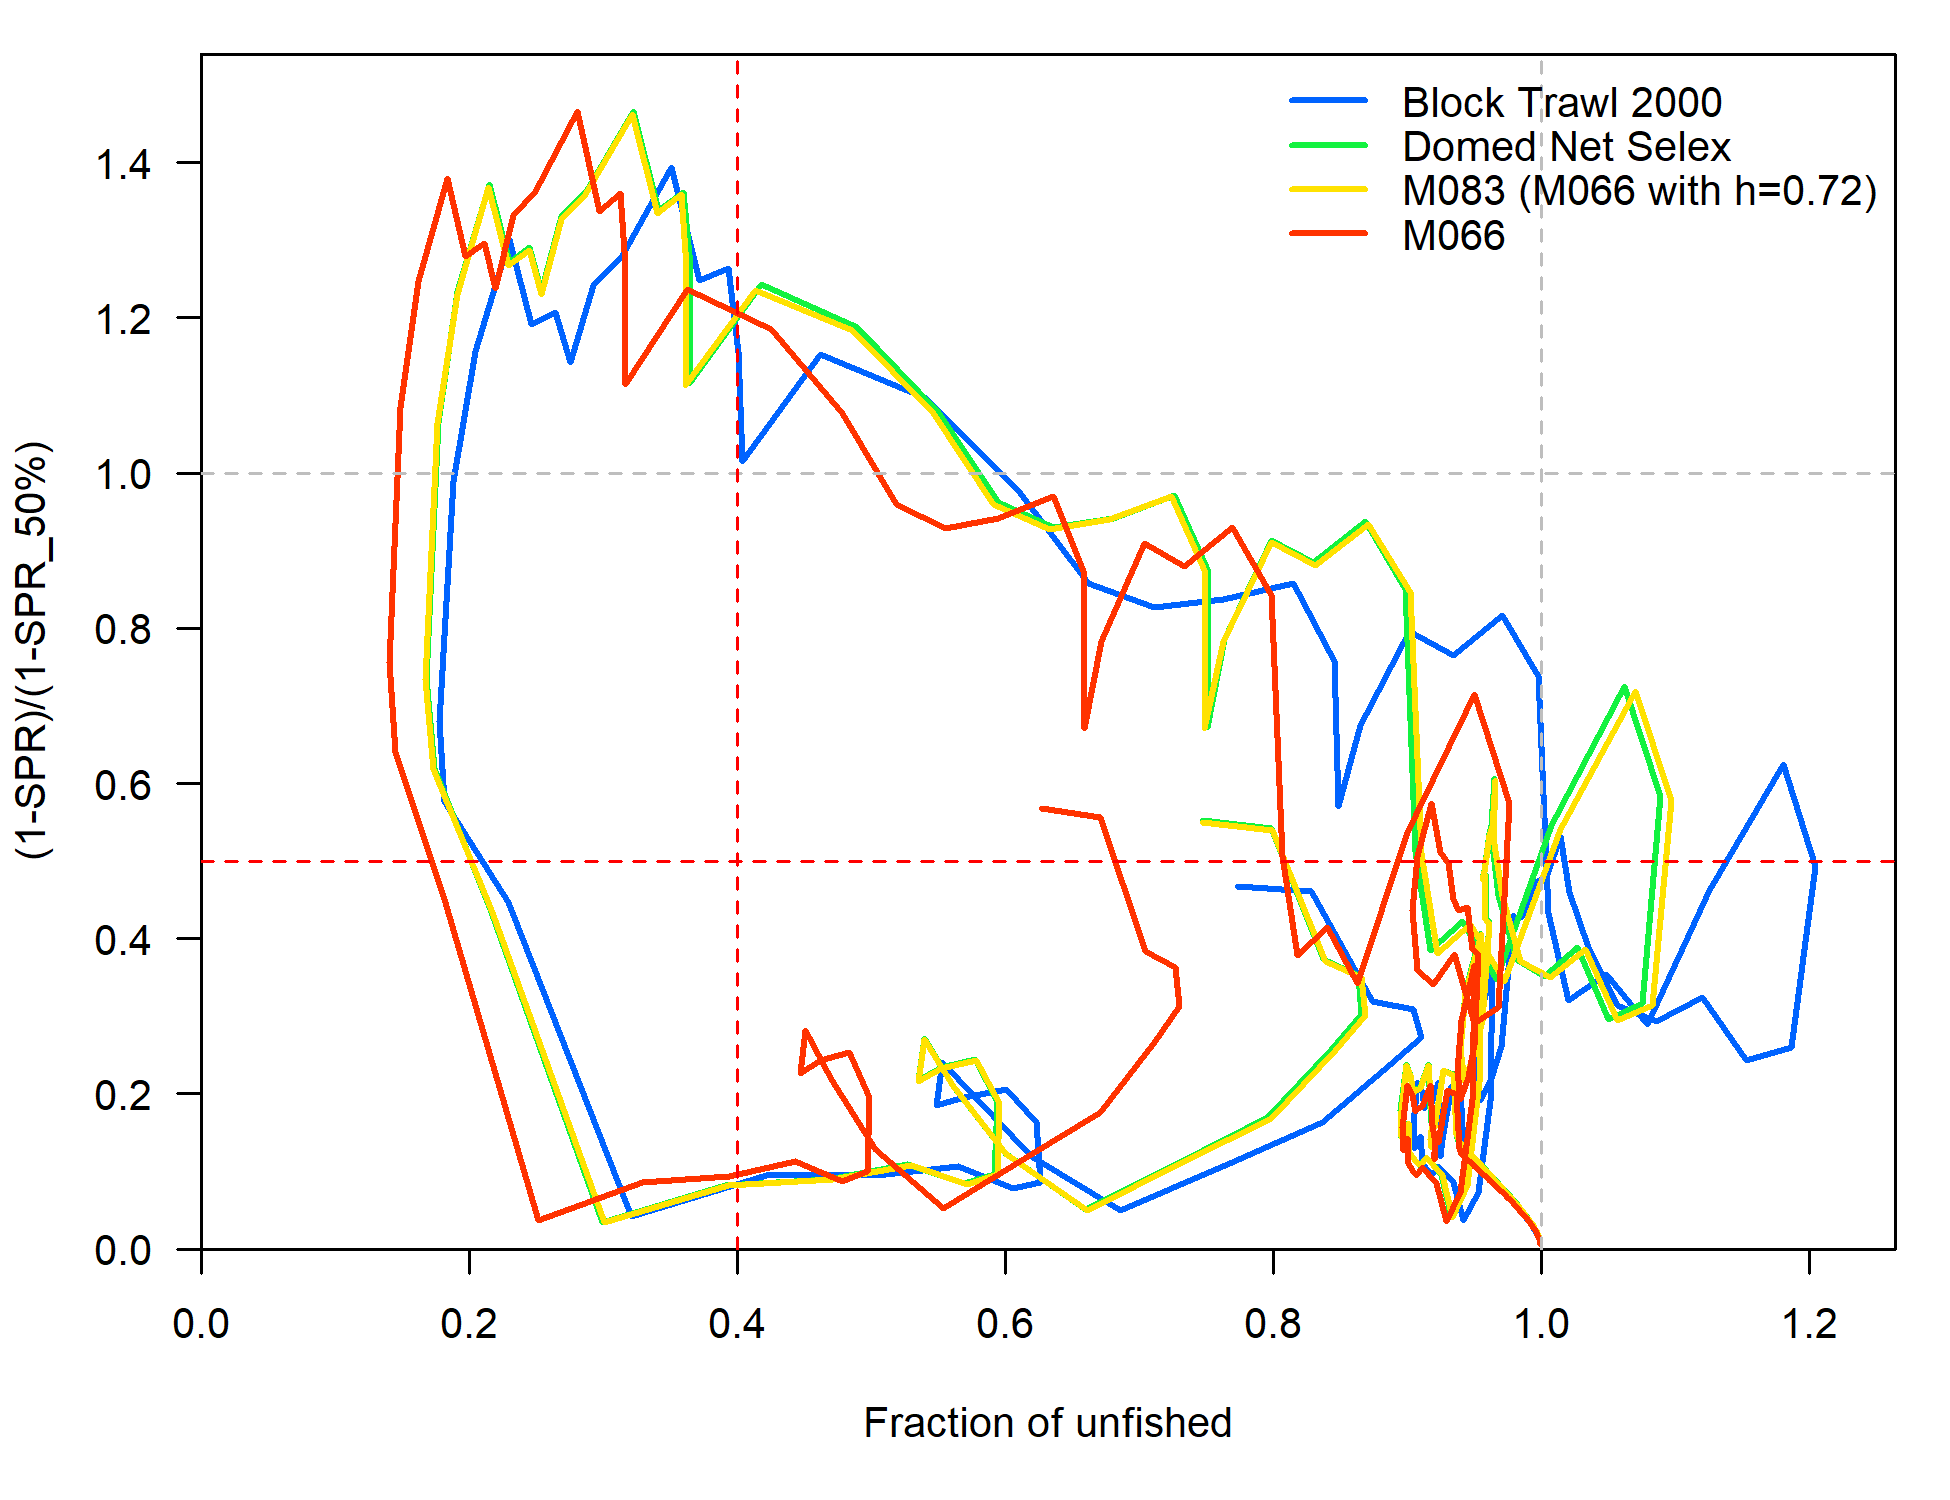 Block Trawl 2000
Domed Net Selex
M083 (M066 with h=0.72)
M066
1.4
1.2
1.0
0.8
0.6
0.4
0.2
0.0
(1-SPR)/(1-SPR_50%)
0.0 0.2 0.4 0.6 0.8 1.0 1.2
Fraction of unfished